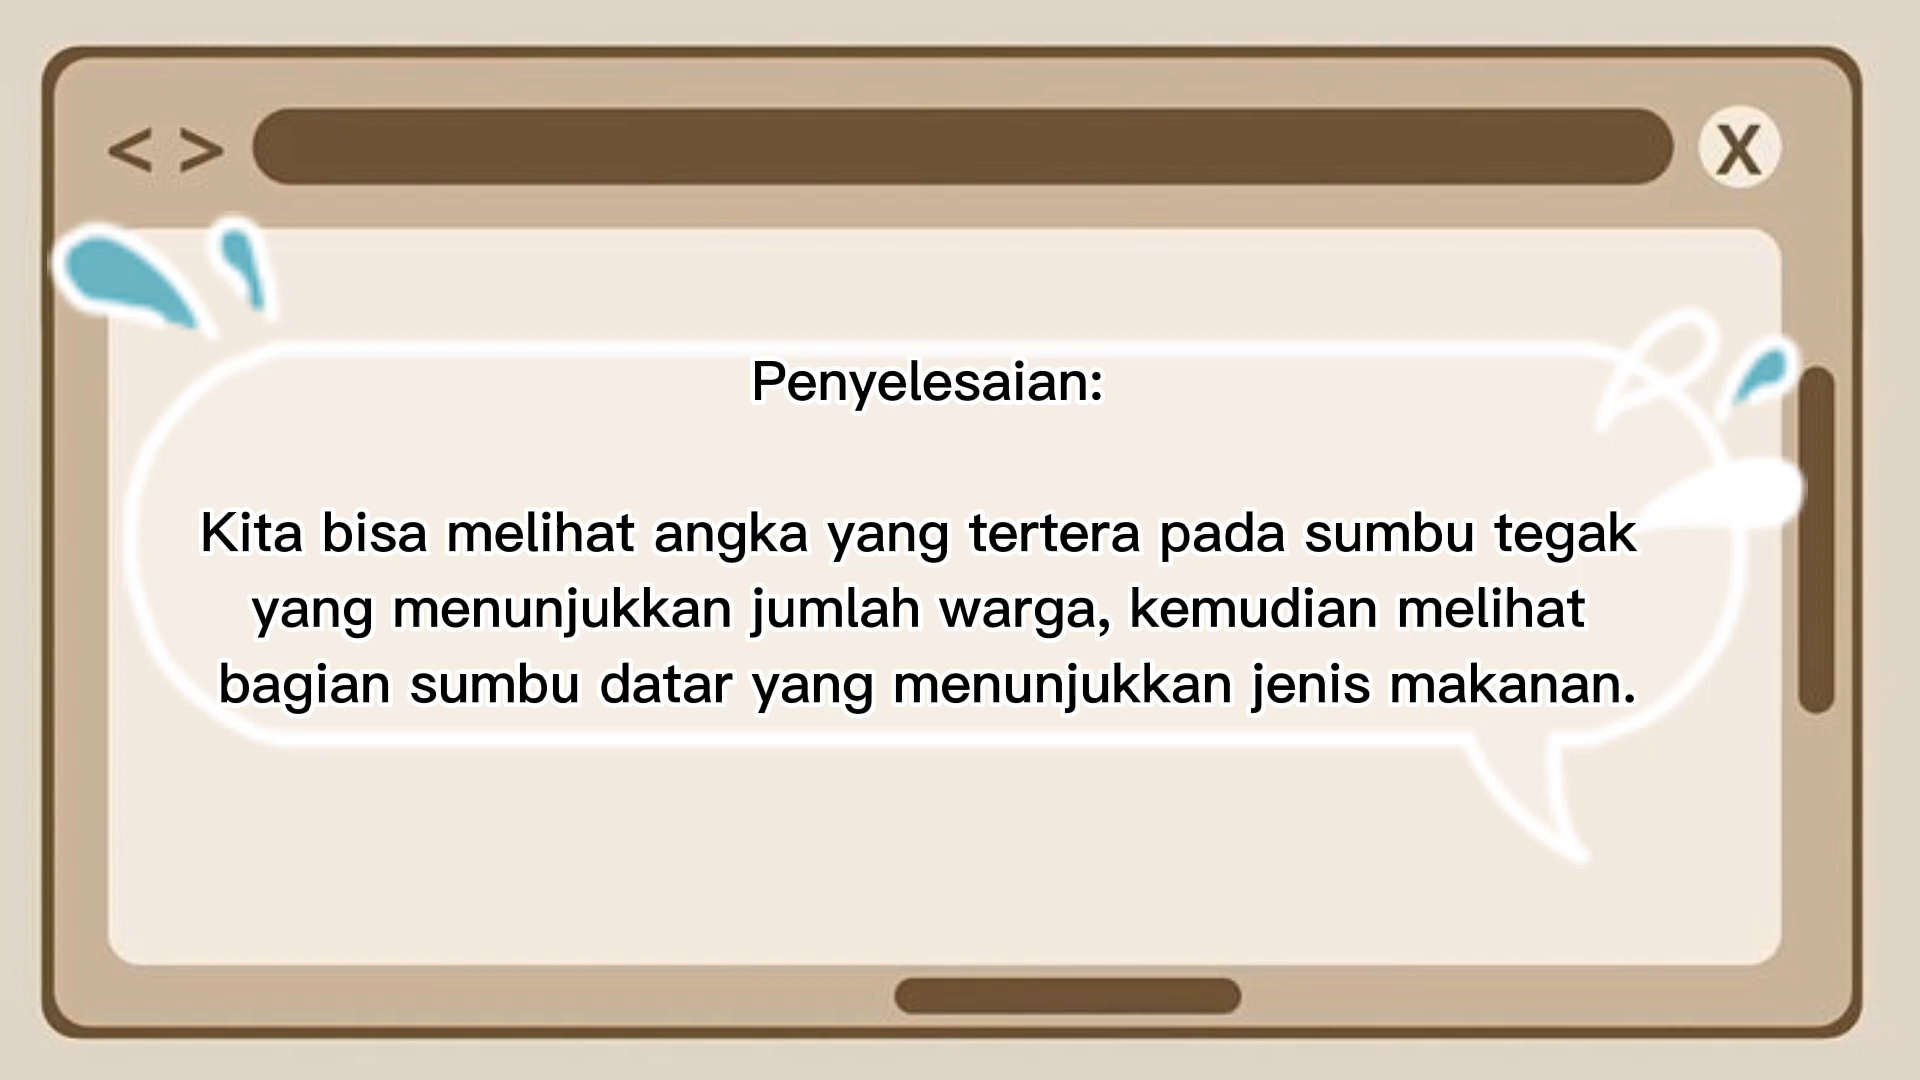 < > X
Penyelesaian:
Kita bisa melihat angka yang tertera pada sumbu tegak
yang menunjukkan jumlah warga, kemudian melihat
bagian sumbu datar yang menunjukkan jenis makanan.